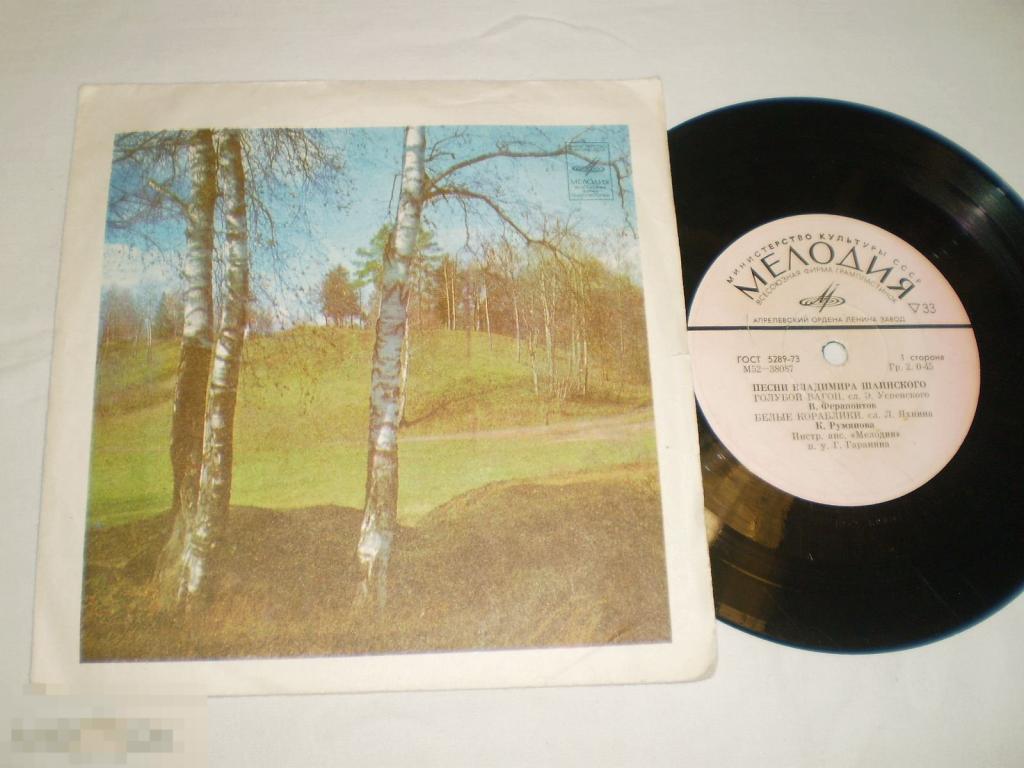 МЕЛОДИЯ
МИНИСТЕРСТВО КУЛЬТУРЫ СССР
МЕЛОДИЯ
ВСЕСОЮЗНАЯ ФИРМА ГРАМПЛАСТИНОК
33
АПРЕЛЕВСКИЙ ОРДЕНА ЛЕНИНА ЗАВОД
ГОСТ 5289-73
1 сторона
М52—38087
Гр. 2. 0-45
ПЕСНИ ВЛАДИМИРА ШАИНСКОГО
ГОЛУБОЙ ВАГОН, сл. Э. Успенского
В. Ферапонтов
БЕЛЫЕ КОРАБЛИКИ, сл. Л. Яхнина
К. Румянова
Инстр. анс. «Мелодия»
п. у. Г. Гараняна